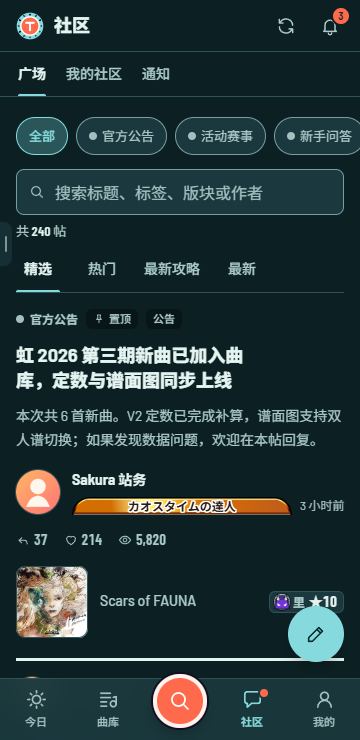 社区
3
广场 我的社区 通知
全部 官方公告 活动赛事 新手问答
搜索标题、标签、版块或作者
共 240 帖
精选 热门 最新攻略 最新
官方公告 置顶 公告
虹 2026 第三期新曲已加入曲
库，定数与谱面图同步上线
本次共 6 首新曲。V2 定数已完成补算，谱面图支持双
人谱切换；如果发现数据问题，欢迎在本帖回复。
Sakura 站务
カオスタイムの達人 3 小时前
37 214 5,820
Scars of FAUNA 里 ★10
今日 曲库 社区 我的